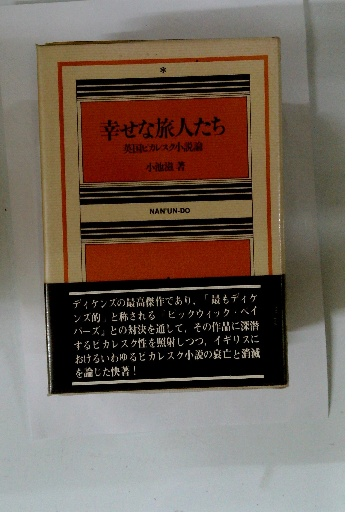 *
幸せな旅人たち
英国ピカレスク小説論
小池滋 著
NAN'UN-DO
ディケンズの最高傑作であり、「最もディケ
ンズ的」と称される『ピックウィック・ペイ
パーズ』との対決を通して、その作品に深潜
するピカレスク性を照射しつつ、イギリスに
おけるいわゆるピカレスク小説の衰亡と消滅
を論じた快著！